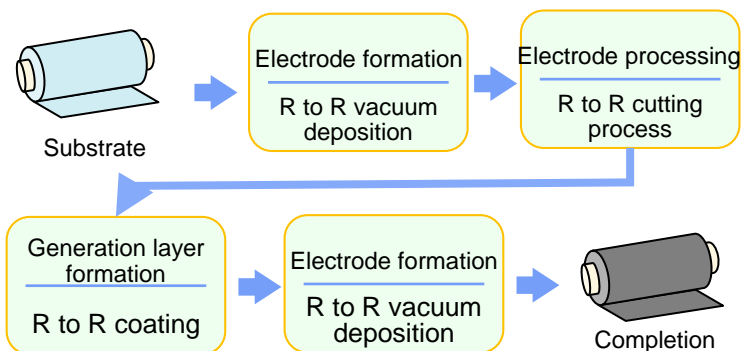 Substrate
Electrode formation
R to R vacuum
deposition
Electrode processing
R to R cutting
process
Generation layer
formation
R to R coating
Electrode formation
R to R vacuum
deposition
Completion